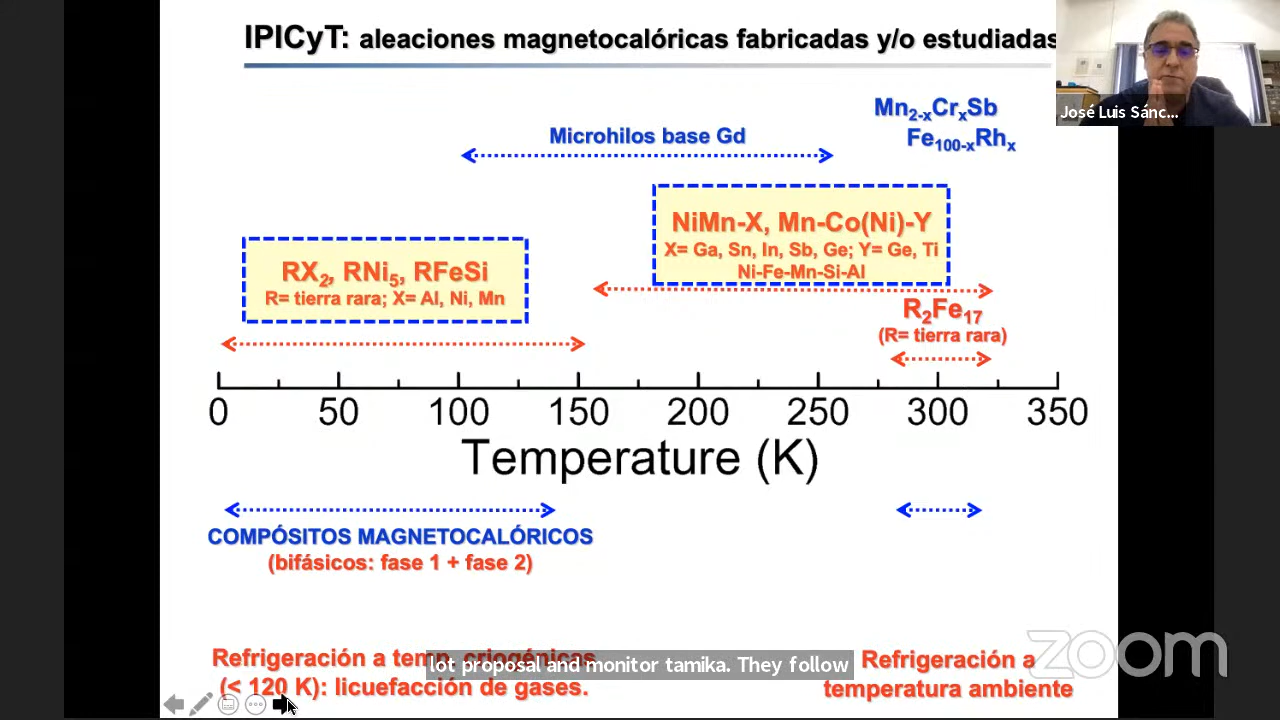 IPICyT: aleaciones magnetocalóricas fabricadas y/o estudiadas
José Luis Sánc...
Mn2-xCrxSb
Microhilos base Gd
Fe100-xRhx
NiMn-X, Mn-Co(Ni)-Y
X= Ga, Sn, In, Sb, Ge; Y= Ge, Ti
Ni-Fe-Mn-Si-Al
RX2, RNi5, RFeSi
R= tierra rara; X= Al, Ni, Mn
R2Fe17
(R= tierra rara)
0 50 100 150 200 250 300 350
Temperature (K)
COMPÓSITOS MAGNETOCALÓRICOS
(bifásicos: fase 1 + fase 2)
Refrigeración a temp. criogénicas
(< 120 K): licuefacción de gases.
lot proposal and monitor tamika. They follow
Refrigeración a
temperatura ambiente
zoom